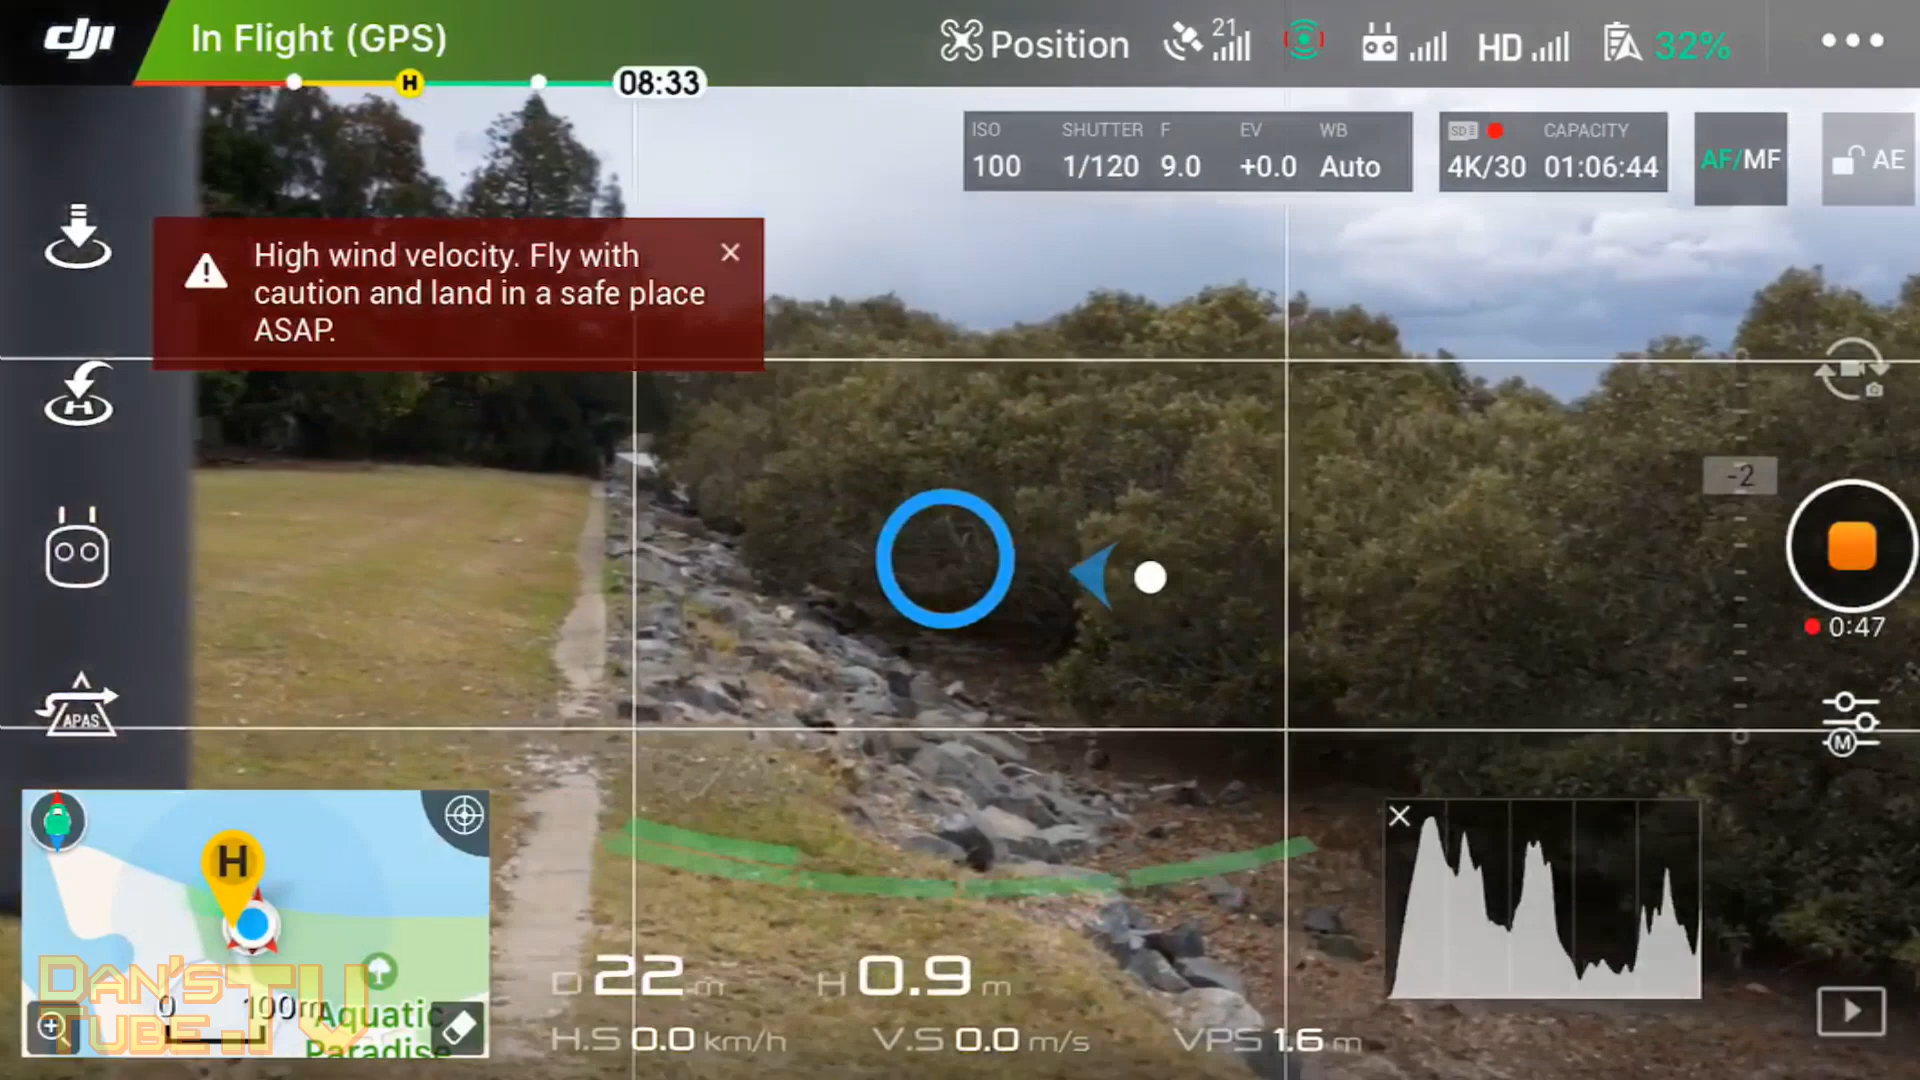 dji In Flight (GPS) Position 21 HD 32%
H 08:33
ISO SHUTTER F EV WB CAPACITY
100 1/120 9.0 +0.0 Auto 4K/30 01:06:44 AF/MF AE
SD
High wind velocity. Fly with
caution and land in a safe place
ASAP.
H
-2
0:47
APAS
M
H
D 22 m H 0.9 m
H.S 0.0 km/h V.S 0.0 m/s VPS 1.6 m
0 100m
Aquatic
Paradise
DAN'S
TUBE.TV